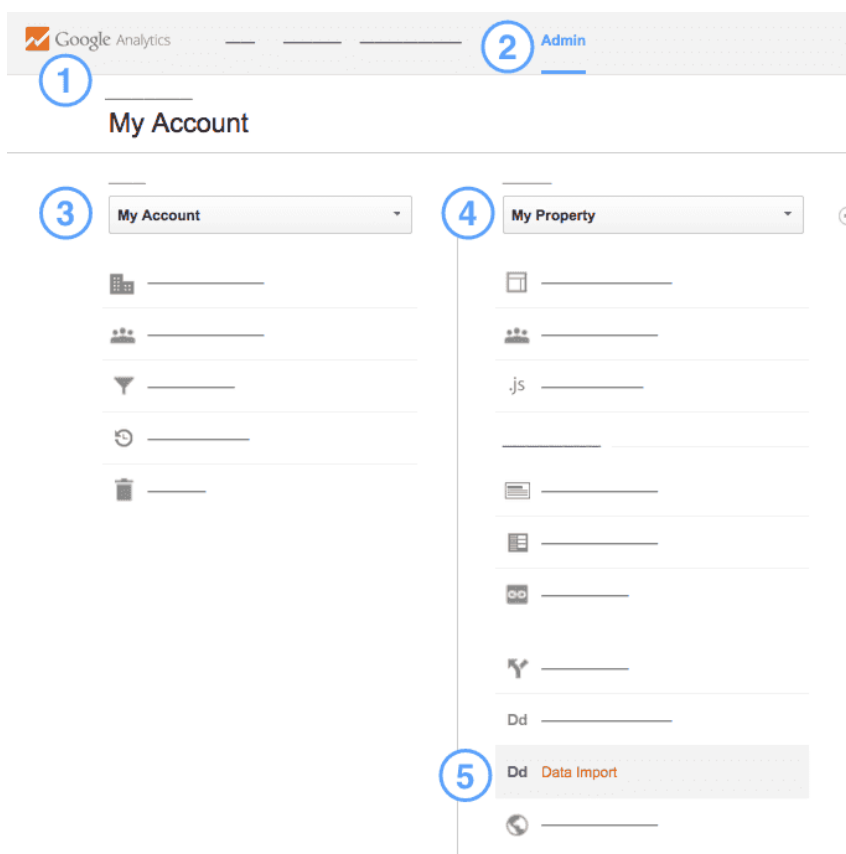 Google Analytics
2 Admin
1
My Account
3 My Account
4 My Property
.js
Dd
5 Dd Data Import